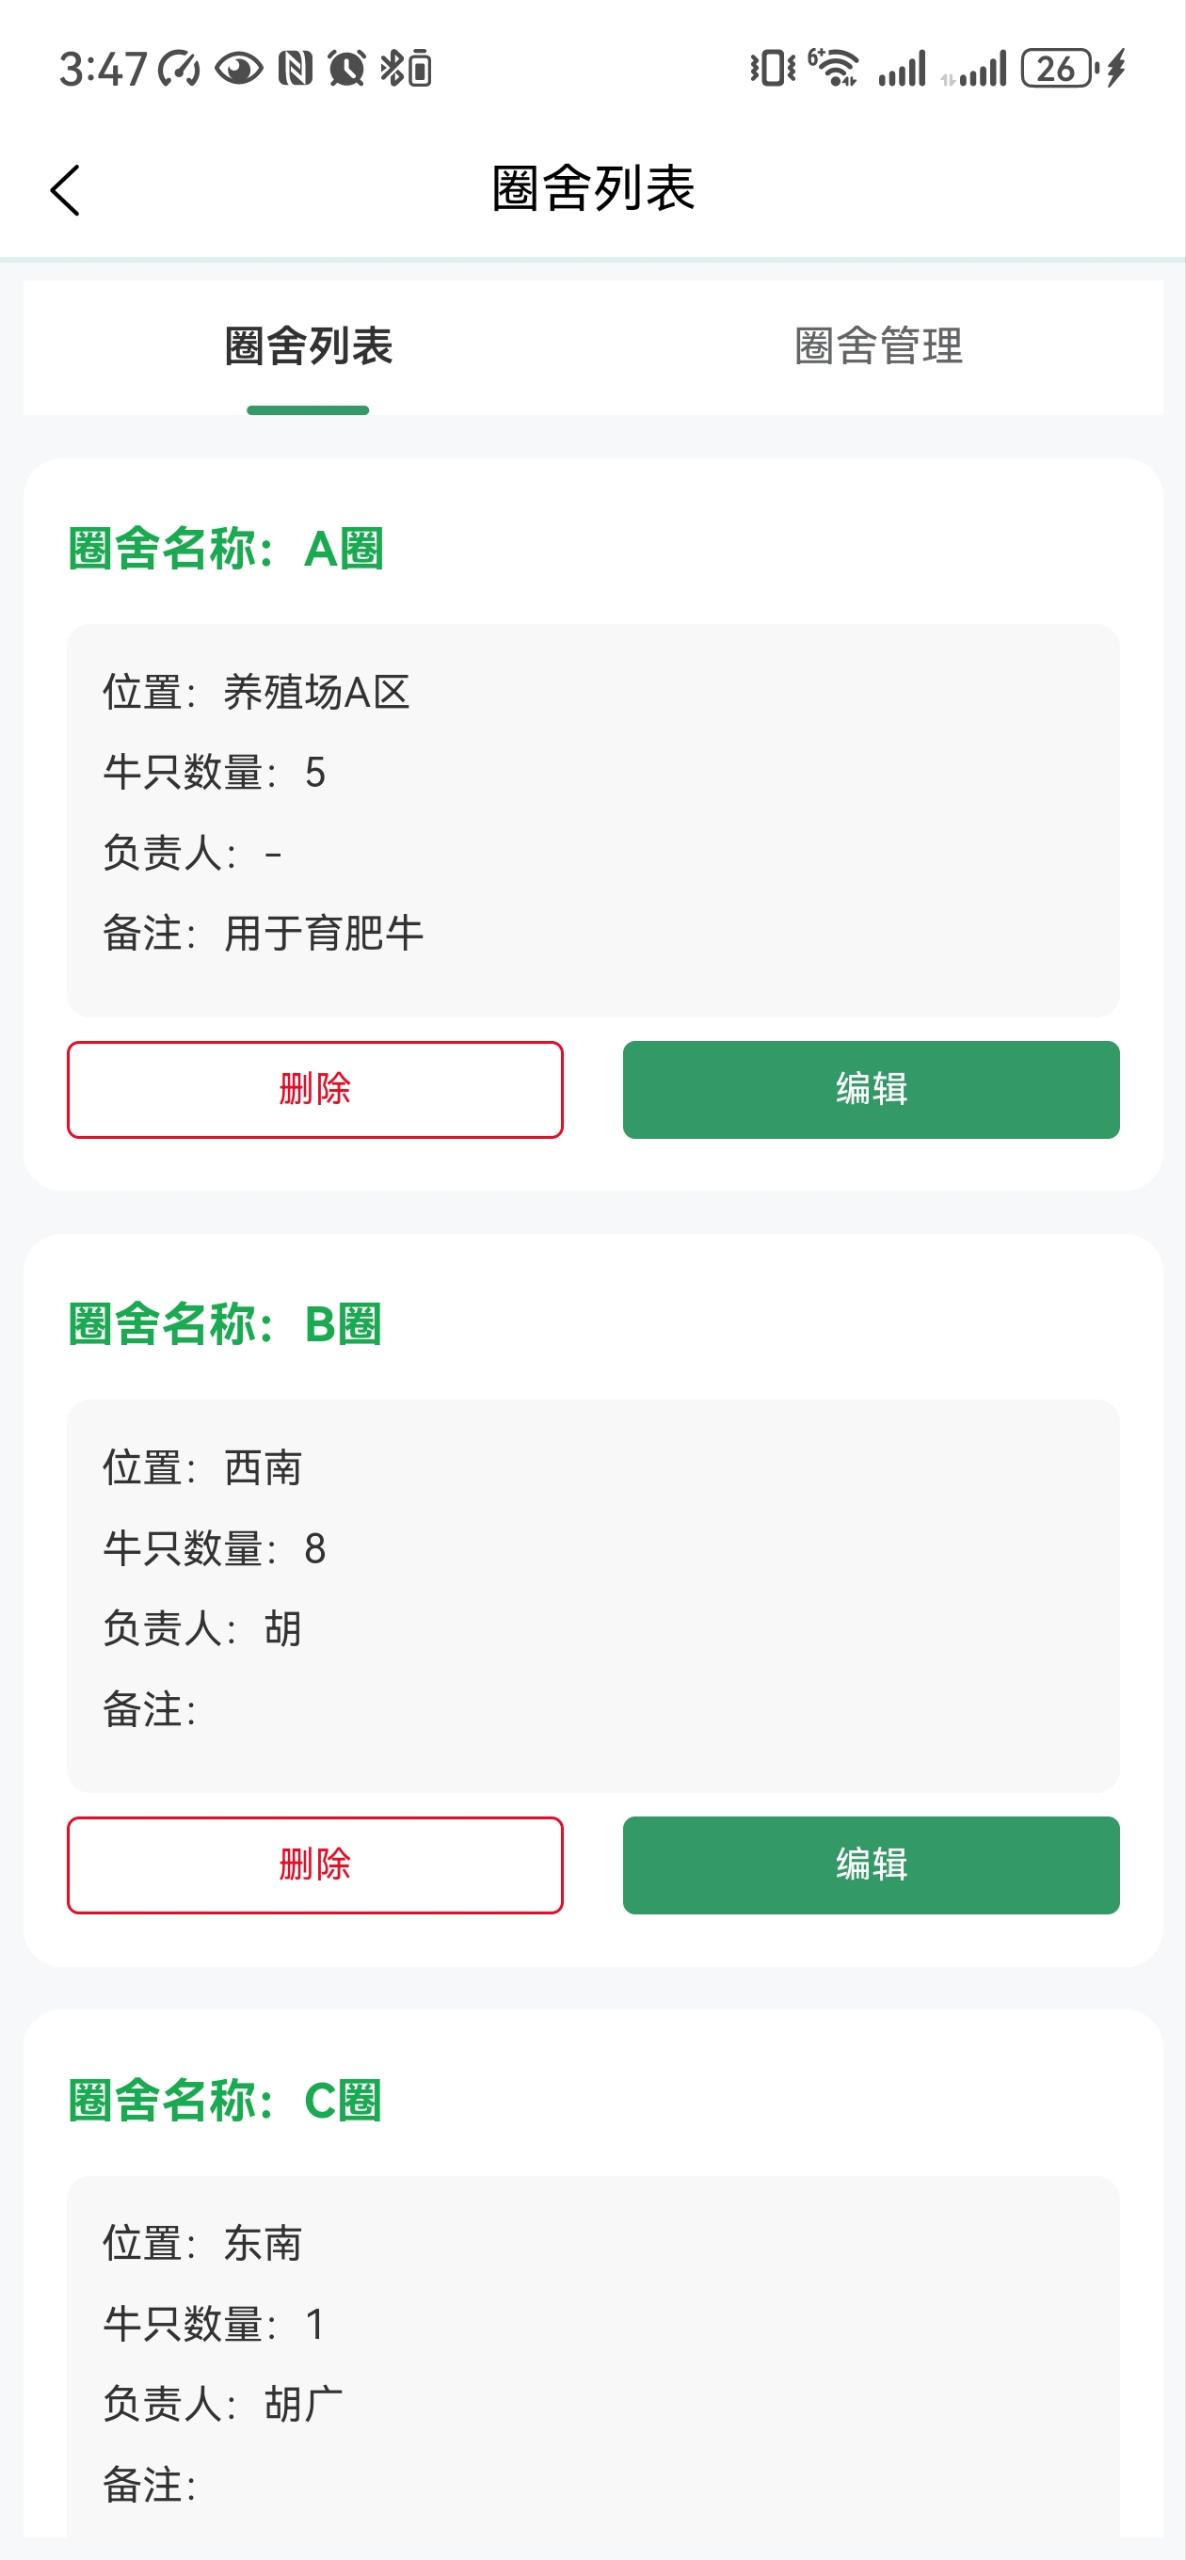 3:47
6+
26
圈舍列表
圈舍列表 圈舍管理
圈舍名称：A圈
位置：养殖场A区
牛只数量：5
负责人：-
备注：用于育肥牛
删除 编辑
圈舍名称：B圈
位置：西南
牛只数量：8
负责人：胡
备注：
删除 编辑
圈舍名称：C圈
位置：东南
牛只数量：1
负责人：胡广
备注：